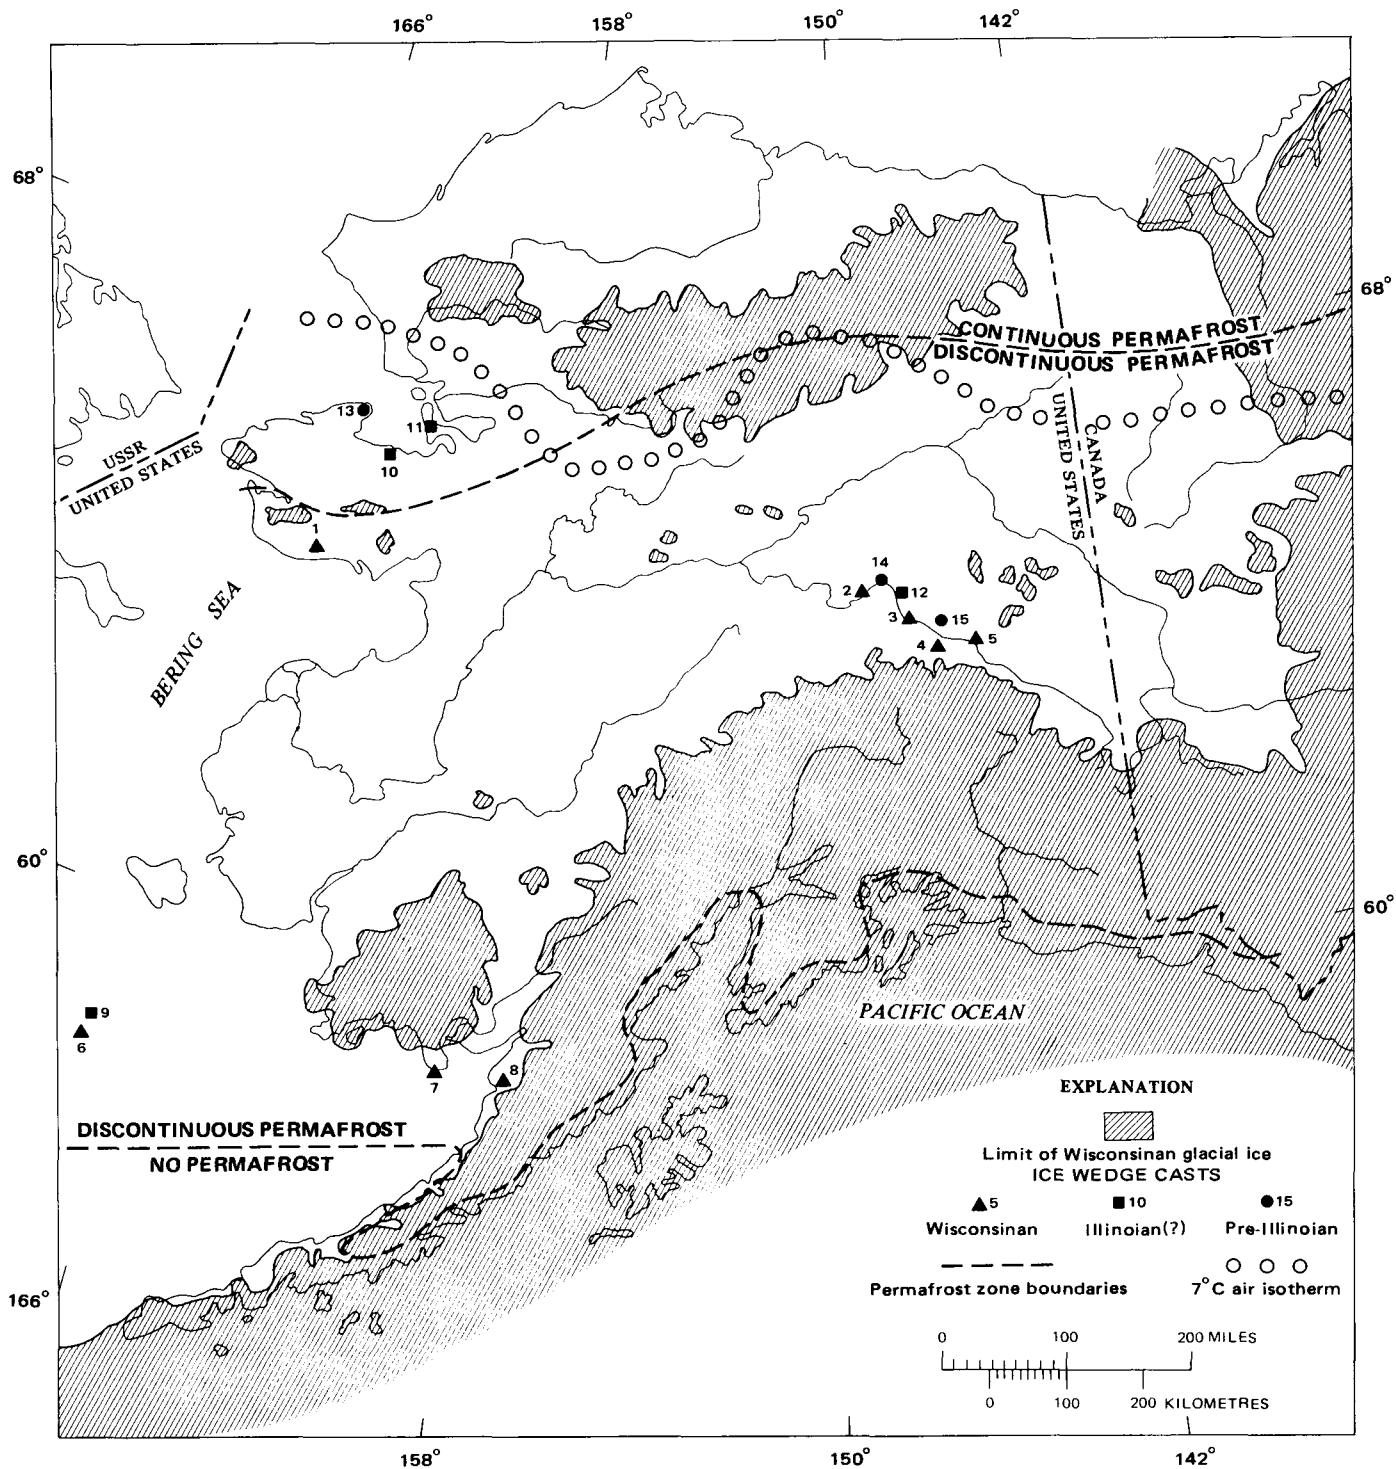 166° 158° 150° 142°
68°
68°
CONTINUOUS PERMAFROST
DISCONTINUOUS PERMAFROST
13
11
10
USSR
UNITED STATES
UNITED STATES
CANADA
1
14
2
12
3
15
4
5
BERING SEA
60°
60°
9
6
PACIFIC OCEAN
8
7
DISCONTINUOUS PERMAFROST
NO PERMAFROST
EXPLANATION
Limit of Wisconsinan glacial ice
ICE WEDGE CASTS
5 10 15
Wisconsinan Illinoian(?) Pre-Illinoian
Permafrost zone boundaries 7°C air isotherm
166°
0 100 200 MILES
0 100 200 KILOMETRES
158° 150° 142°